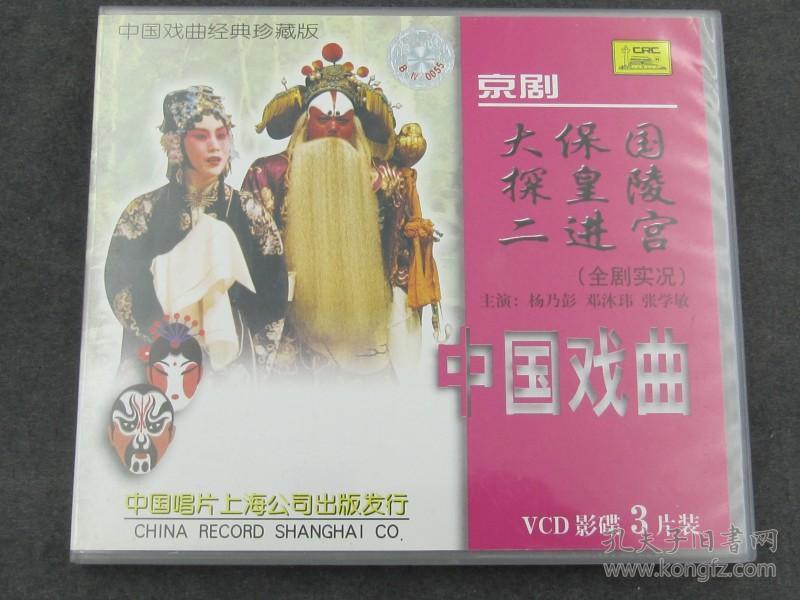 中国戏曲经典珍藏版
CRC
京剧
大保国
探皇陵
二进宫
(全剧实况)
主演：杨乃彭 邓沐玮 张学敏
中国戏曲
中国唱片上海公司出版发行
CHINA RECORD SHANGHAI CO.
VCD 影碟 3 片装
孔夫子旧书网
www.kongfz.com